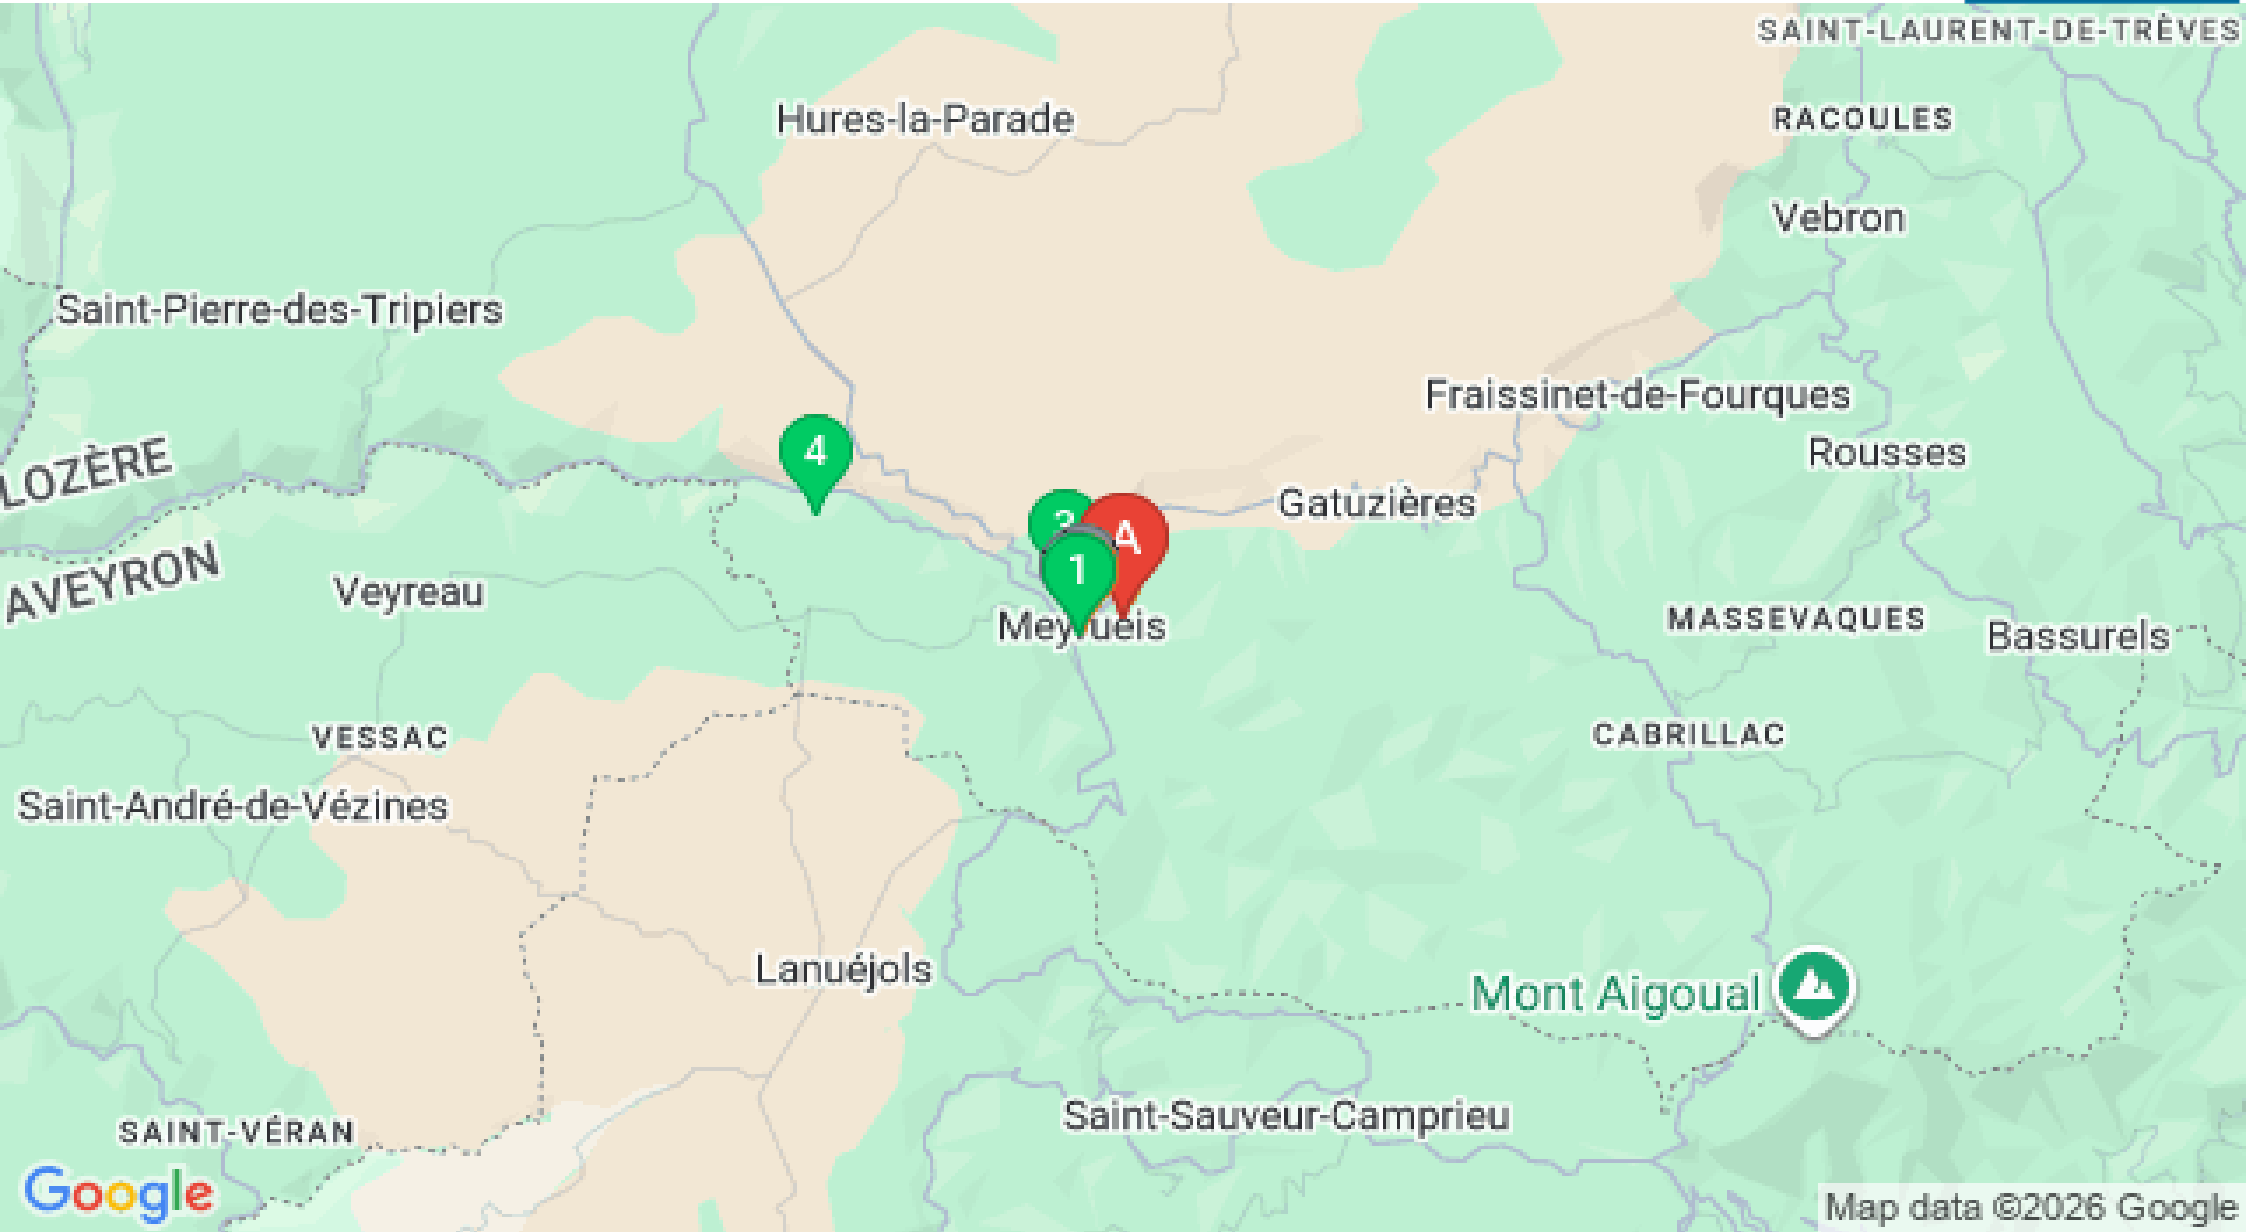 SAINT-LAURENT-DE-TRÈVES
Hures-la-Parade
RACOULES
Vebron
Saint-Pierre-des-Tripiers
Fraissinet-de-Fourques
4
Rousses
LOZÈRE
Gatuzières
3
A
1
AVEYRON
Veyreau
Meyrueis
MASSEVAQUES
Bassurels
VESSAC
CABRILLAC
Saint-André-de-Vézines
Lanuéjols
Mont Aigoual
Saint-Sauveur-Camprieu
SAINT-VÉRAN
Google
Map data ©2026 Google